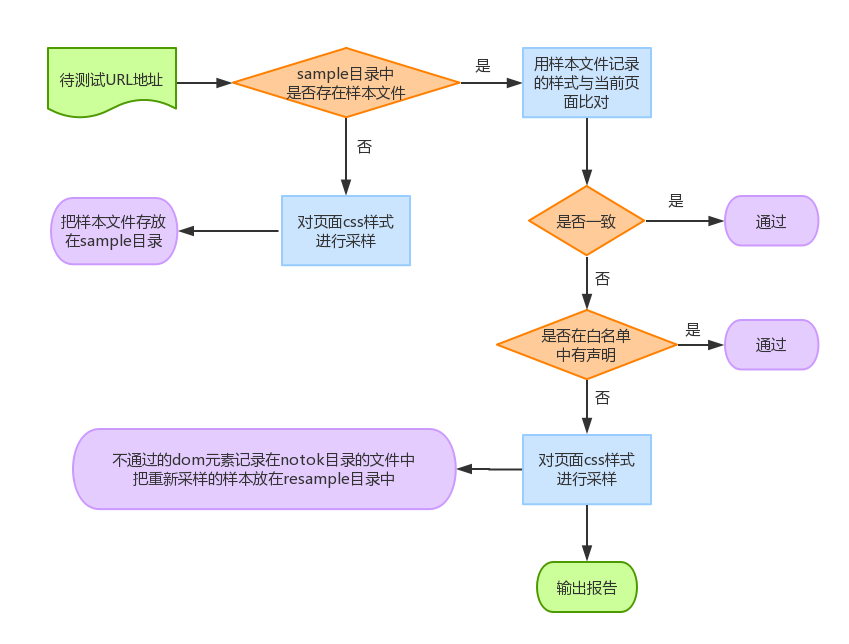 待测试URL地址
sample目录中
是否存在样本文件
是
用样本文件记录
的样式与当前页
面比对
否
把样本文件存放
在sample目录
对页面css样式
进行采样
是否一致
是
通过
否
是否在白名单
中有声明
是
通过
否
不通过的dom元素记录在notok目录的文件中
把重新采样的样本放在resample目录中
对页面css样式
进行采样
输出报告